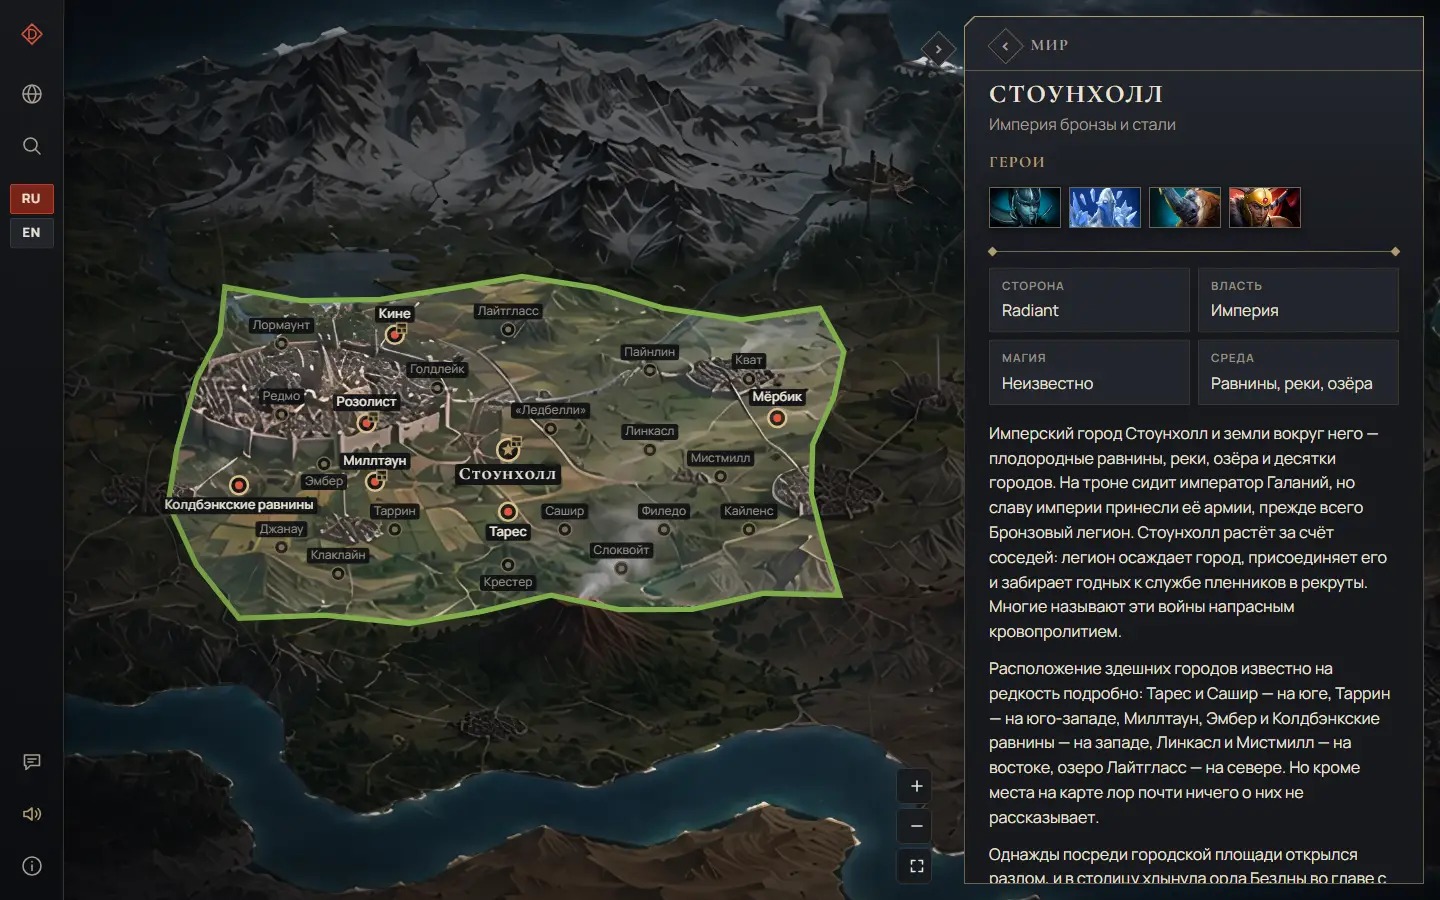 RU
EN
Лормаунт
Кине
Лайтгласс
Пайнлин
Кват
Голдлейк
Редмо
Розолист
Мёрбик
«Ледбелли»
Линкасл
Миллтаун
Мистмилл
Эмбер
Стоунхолл
Колдбэнкские равнины
Таррин
Сашир
Филедо
Кайленс
Джанау
Тарес
Клаклайн
Слоквойт
Крестер
МИР
СТОУНХОЛЛ
Империя бронзы и стали
ГЕРОИ
СТОРОНА
Radiant
ВЛАСТЬ
Империя
МАГИЯ
Неизвестно
СРЕДА
Равнины, реки, озёра
Имперский город Стоунхолл и земли вокруг него —
плодородные равнины, реки, озёра и десятки
городов. На троне сидит император Галаний, но
славу империи принесли её армии, прежде всего
Бронзовый легион. Стоунхолл растёт за счёт
соседей: легион осаждает город, присоединяет его
и забирает годных к службе пленников в рекруты.
Многие называют эти войны напрасным
кровопролитием.
Расположение здешних городов известно на
редкость подробно: Тарес и Сашир — на юге, Таррин
— на юго-западе, Миллтаун, Эмбер и Колдбэнкские
равнины — на западе, Линкасл и Мистмилл — на
востоке, озеро Лайтгласс — на севере. Но кроме
места на карте лор почти ничего о них не
рассказывает.
Однажды посреди городской площади открылся
разлом, и в столицу хлынула орда Бездны во главе с